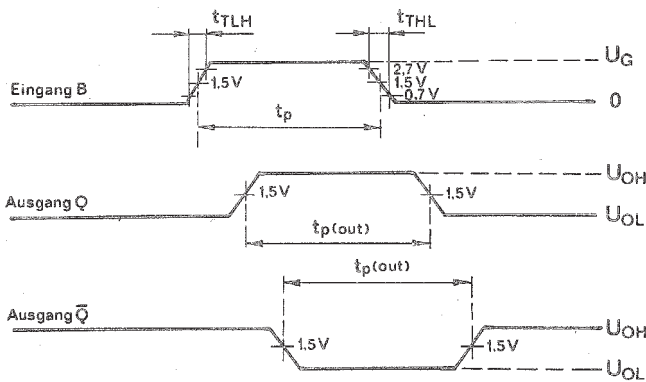 tTLH
tTHL
Eingang B
1,5V
tp
2,7 V
1,5 V
0,7 V
UG
0
Ausgang Q
1,5V
1,5V
tp(out)
UOH
UOL
tp(out)
Ausgang Q̅
1,5V
1,5V
UOH
UOL